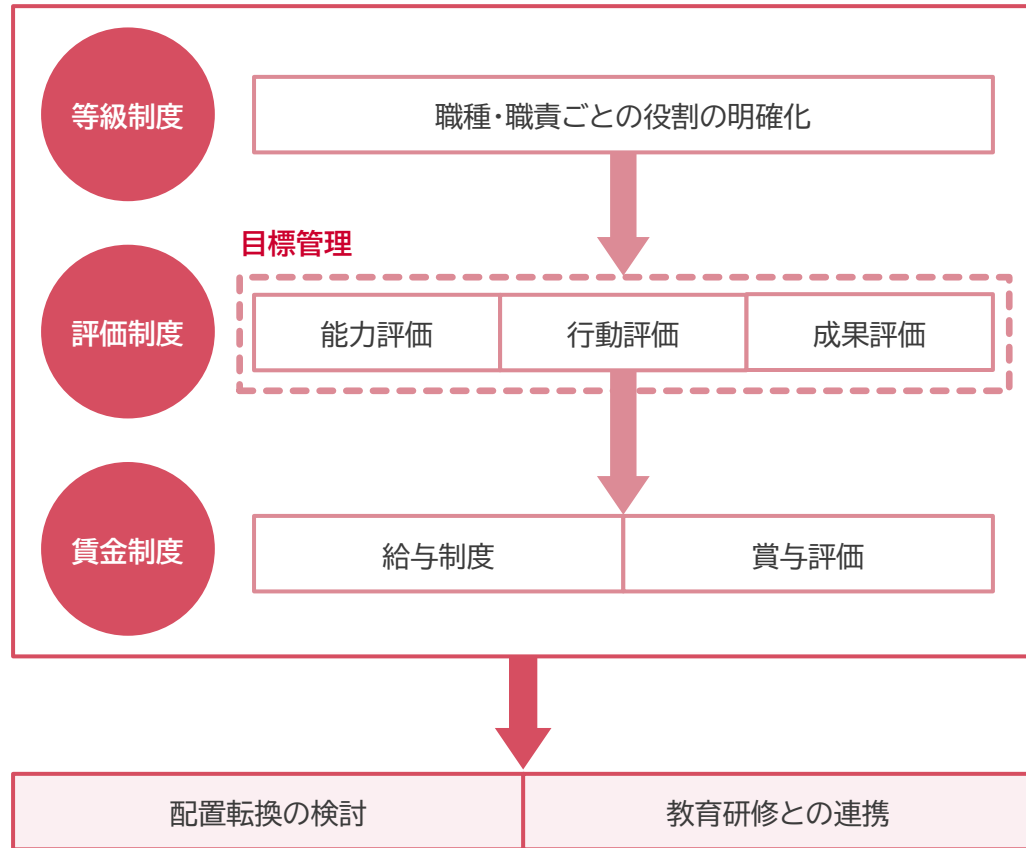 等級制度
職種・職責ごとの役割の明確化
目標管理
評価制度
能力評価
行動評価
成果評価
賃金制度
給与制度
賞与評価
配置転換の検討
教育研修との連携